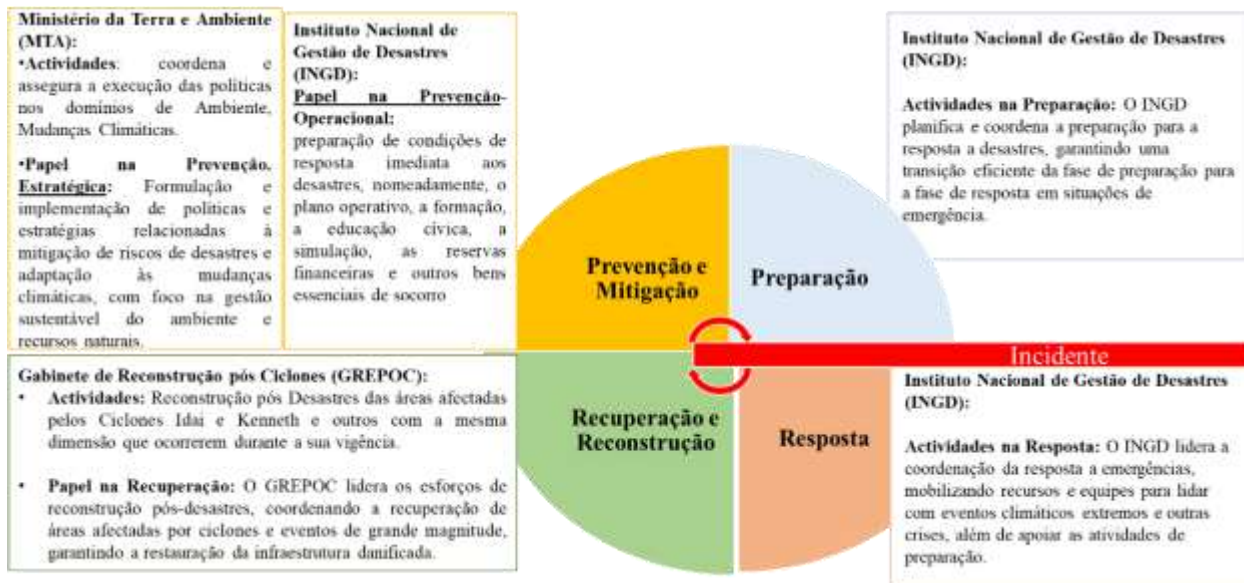 Ministério da Terra e Ambiente
(MTA):
•Actividades: coordena e
assegura a execução das políticas
nos domínios de Ambiente,
Mudanças Climáticas.
•Papel na Prevenção.
Estratégica: Formulação e
implementação de políticas e
estratégias relacionadas à
mitigação de riscos de desastres e
adaptação às mudanças
climáticas, com foco na gestão
sustentável do ambiente e
recursos naturais.
Instituto Nacional de
Gestão de Desastres
(INGD):
Papel na Prevenção-
Operacional:
preparação de condições de
resposta imediata aos
desastres, nomeadamente, o
plano operativo, a formação,
a educação cívica, a
simulação, as reservas
financeiras e outros bens
essenciais de socorro
Instituto Nacional de Gestão de Desastres
(INGD):
Actividades na Preparação: O INGD
planifica e coordena a preparação para a
resposta a desastres, garantindo uma
transição eficiente da fase de preparação para
a fase de resposta em situações de
emergência.
Prevenção e
Mitigação
Preparação
Incidente
Gabinete de Reconstrução pós Ciclones (GREPOC):
• Actividades: Reconstrução pós Desastres das áreas afectadas
pelos Ciclones Idai e Kenneth e outros com a mesma
dimensão que ocorrerem durante a sua vigência.
• Papel na Recuperação: O GREPOC lidera os esforços de
reconstrução pós-desastres, coordenando a recuperação de
áreas afectadas por ciclones e eventos de grande magnitude,
garantindo a restauração da infraestrutura danificada.
Recuperação e
Reconstrução
Resposta
Instituto Nacional de Gestão de Desastres
(INGD):
Actividades na Resposta: O INGD lidera a
coordenação da resposta a emergências,
mobilizando recursos e equipes para lidar
com eventos climáticos extremos e outras
crises, além de apoiar as atividades de
preparação.